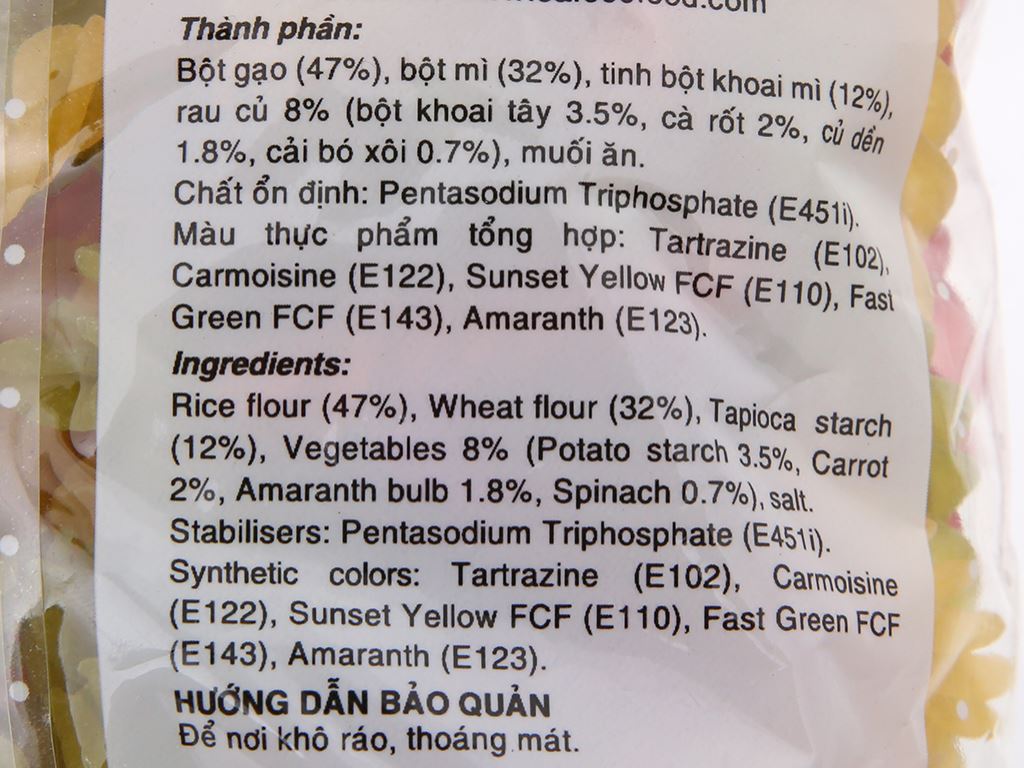 Thành phần:
Bột gạo (47%), bột mì (32%), tinh bột khoai mì (12%),
rau củ 8% (bột khoai tây 3.5%, cà rốt 2%, củ dền
1.8%, cải bó xôi 0.7%), muối ăn.
Chất ổn định: Pentasodium Triphosphate (E451i).
Màu thực phẩm tổng hợp: Tartrazine (E102),
Carmoisine (E122), Sunset Yellow FCF (E110), Fast
Green FCF (E143), Amaranth (E123).
Ingredients:
Rice flour (47%), Wheat flour (32%), Tapioca starch
(12%), Vegetables 8% (Potato starch 3.5%, Carrot
2%, Amaranth bulb 1.8%, Spinach 0.7%), salt.
Stabilisers: Pentasodium Triphosphate (E451i).
Synthetic colors: Tartrazine (E102), Carmoisine
(E122), Sunset Yellow FCF (E110), Fast Green FCF
(E143), Amaranth (E123).
HƯỚNG DẪN BẢO QUẢN
Để nơi khô ráo, thoáng mát.